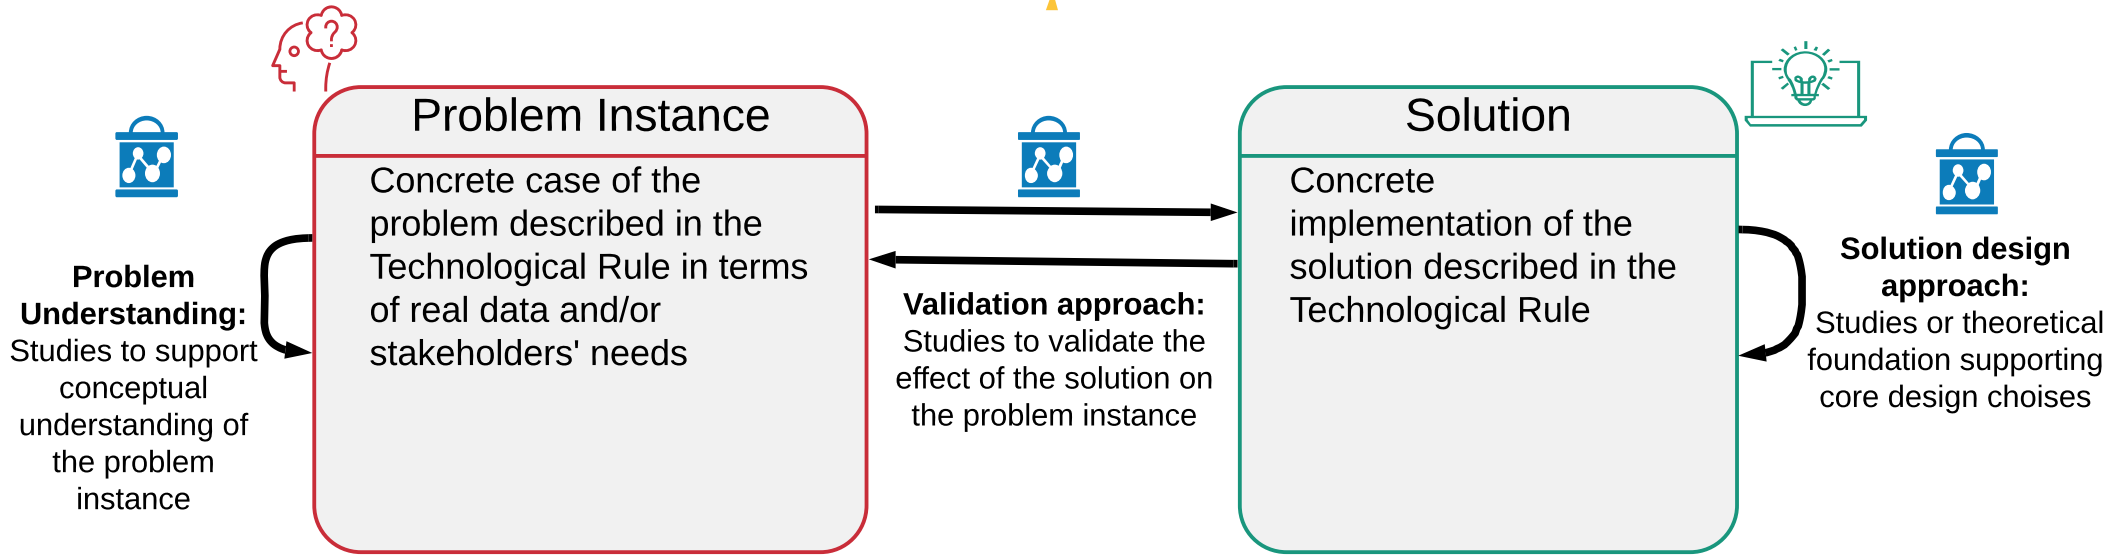 Problem Instance
Concrete case of the
problem described in the
Technological Rule in terms
of real data and/or
stakeholders' needs
Problem
Understanding:
Studies to support
conceptual
understanding of
the problem
instance
Validation approach:
Studies to validate the
effect of the solution on
the problem instance
Solution
Concrete
implementation of the
solution described in the
Technological Rule
Solution design
approach:
Studies or theoretical
foundation supporting
core design choises
?